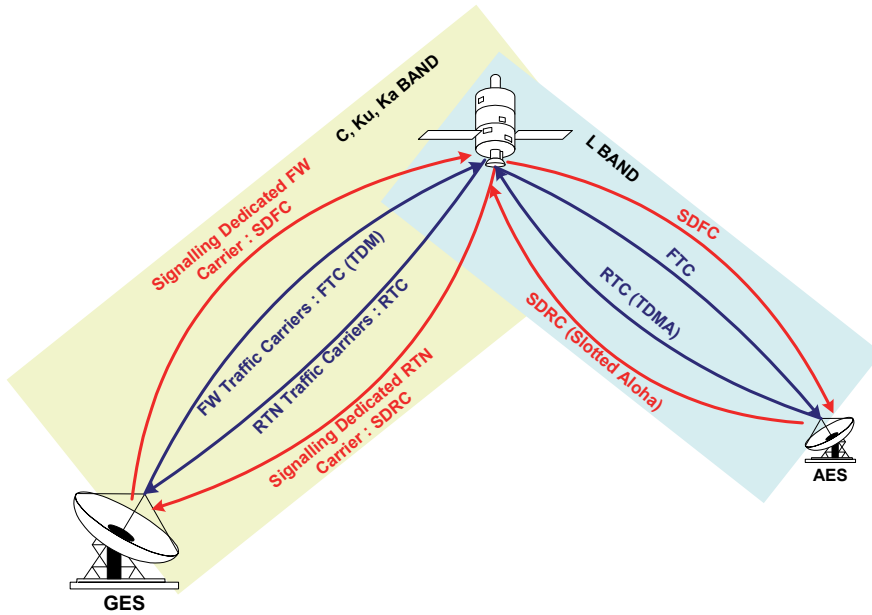 C, Ku, Ka BAND
L BAND
Signalling Dedicated FW
Carrier : SDFC
FW Traffic Carriers : FTC (TDM)
RTN Traffic Carriers : RTC
Signalling Dedicated RTN
Carrier : SDRC
SDFC
FTC
RTC (TDMA)
SDRC (Slotted Aloha)
AES
GES